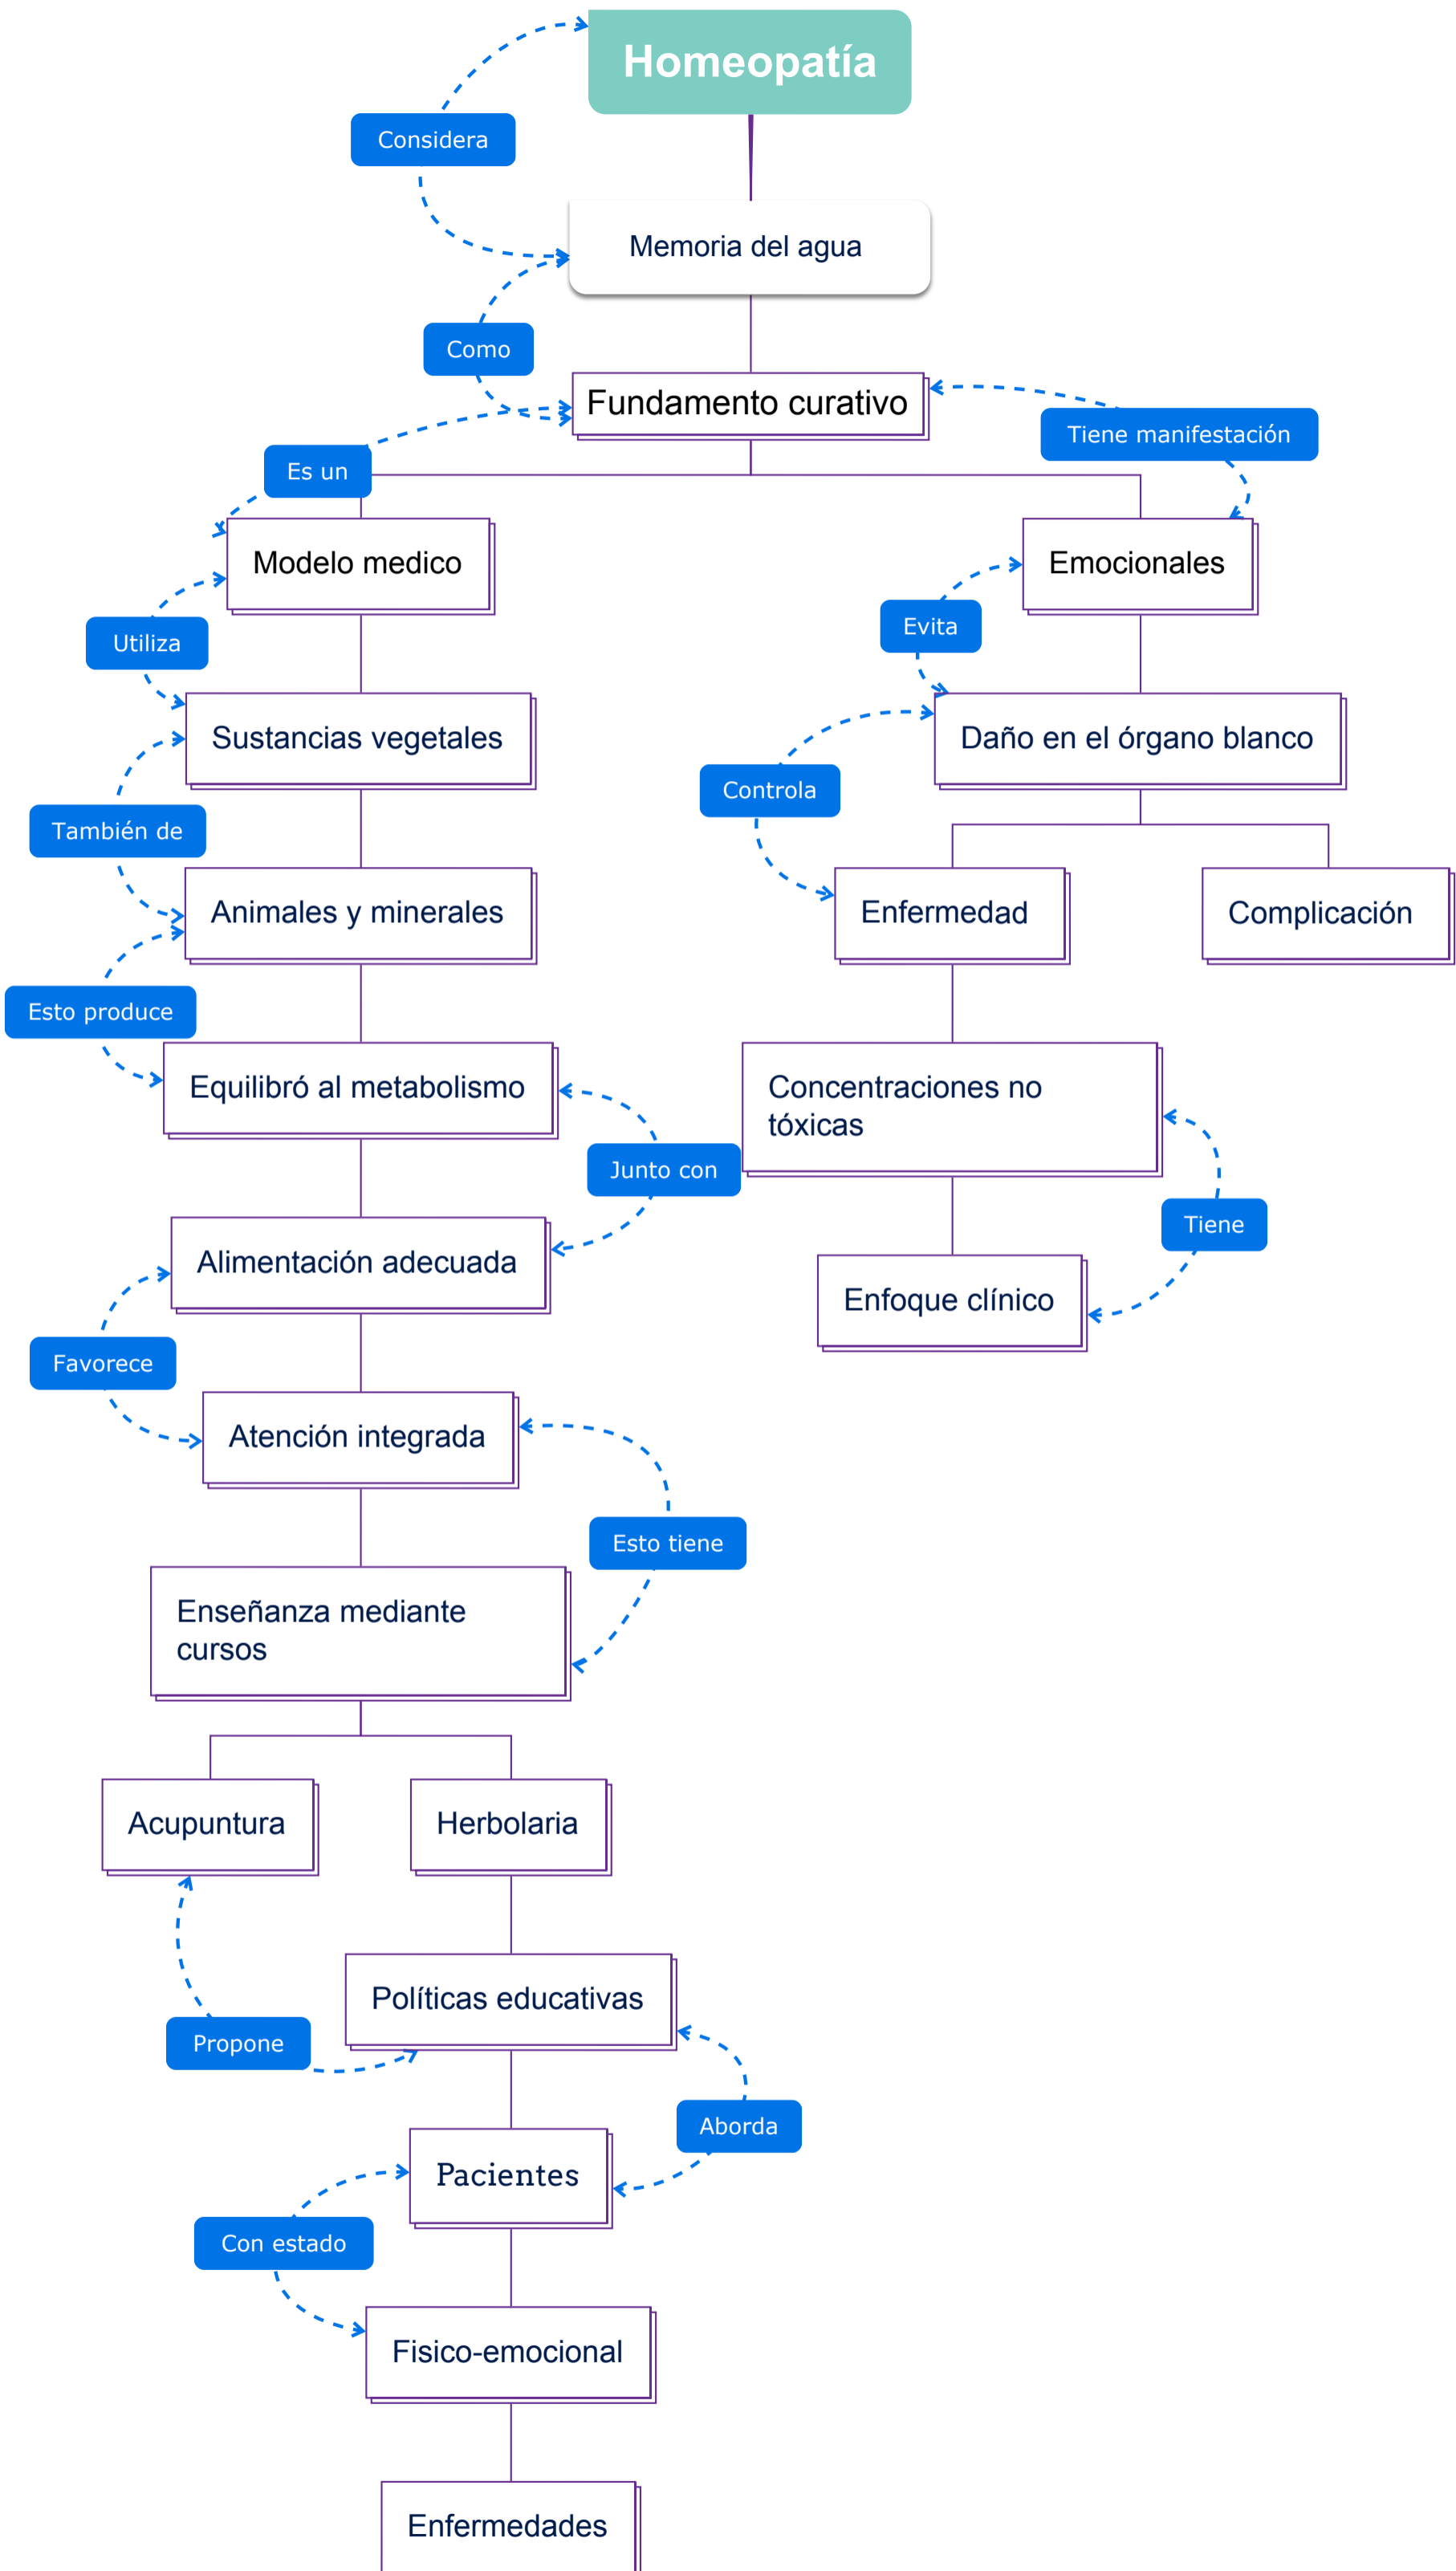 Homeopatía
Considera
Memoria del agua
Como
Fundamento curativo
Tiene manifestación
Es un
Modelo medico
Emocionales
Evita
Utiliza
Sustancias vegetales
Daño en el órgano blanco
Controla
También de
Animales y minerales
Enfermedad
Complicación
Esto produce
Equilibró al metabolismo
Concentraciones no
tóxicas
Junto con
Tiene
Alimentación adecuada
Enfoque clínico
Favorece
Atención integrada
Esto tiene
Enseñanza mediante
cursos
Acupuntura
Herbolaria
Políticas educativas
Propone
Aborda
Pacientes
Con estado
Fisico-emocional
Enfermedades